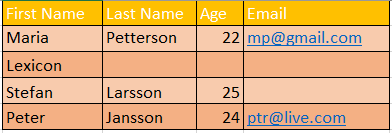 First Name Last Name Age Email
Maria Petterson 22 mp@gmail.com
Lexicon
Stefan Larsson 25
Peter Jansson 24 ptr@live.com